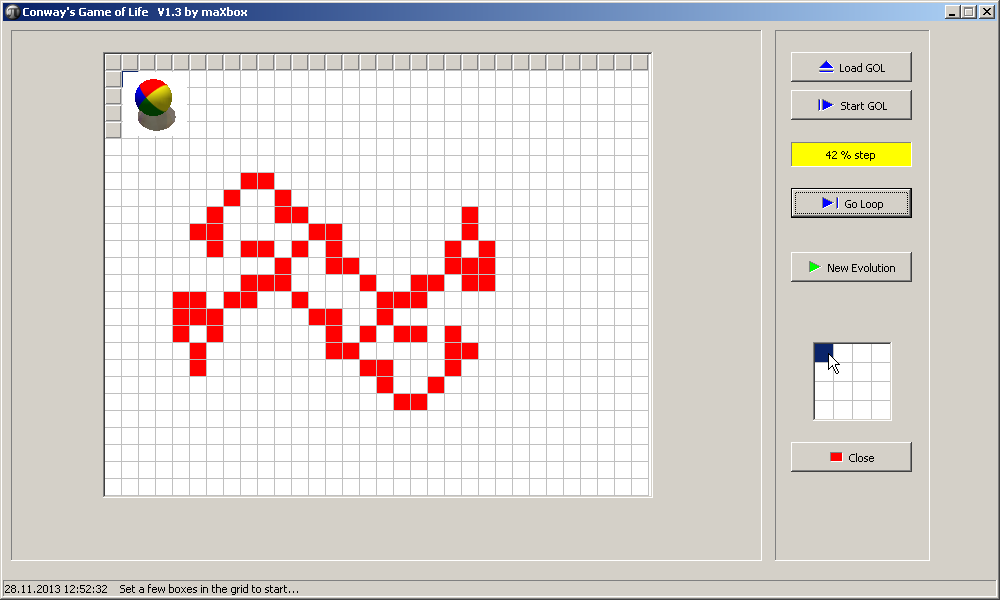 Conway's Game of Life   V1.3 by maXbox
Load GOL
Start GOL
42 % step
Go Loop
New Evolution
Close
28.11.2013 12:52:32   Set a few boxes in the grid to start...